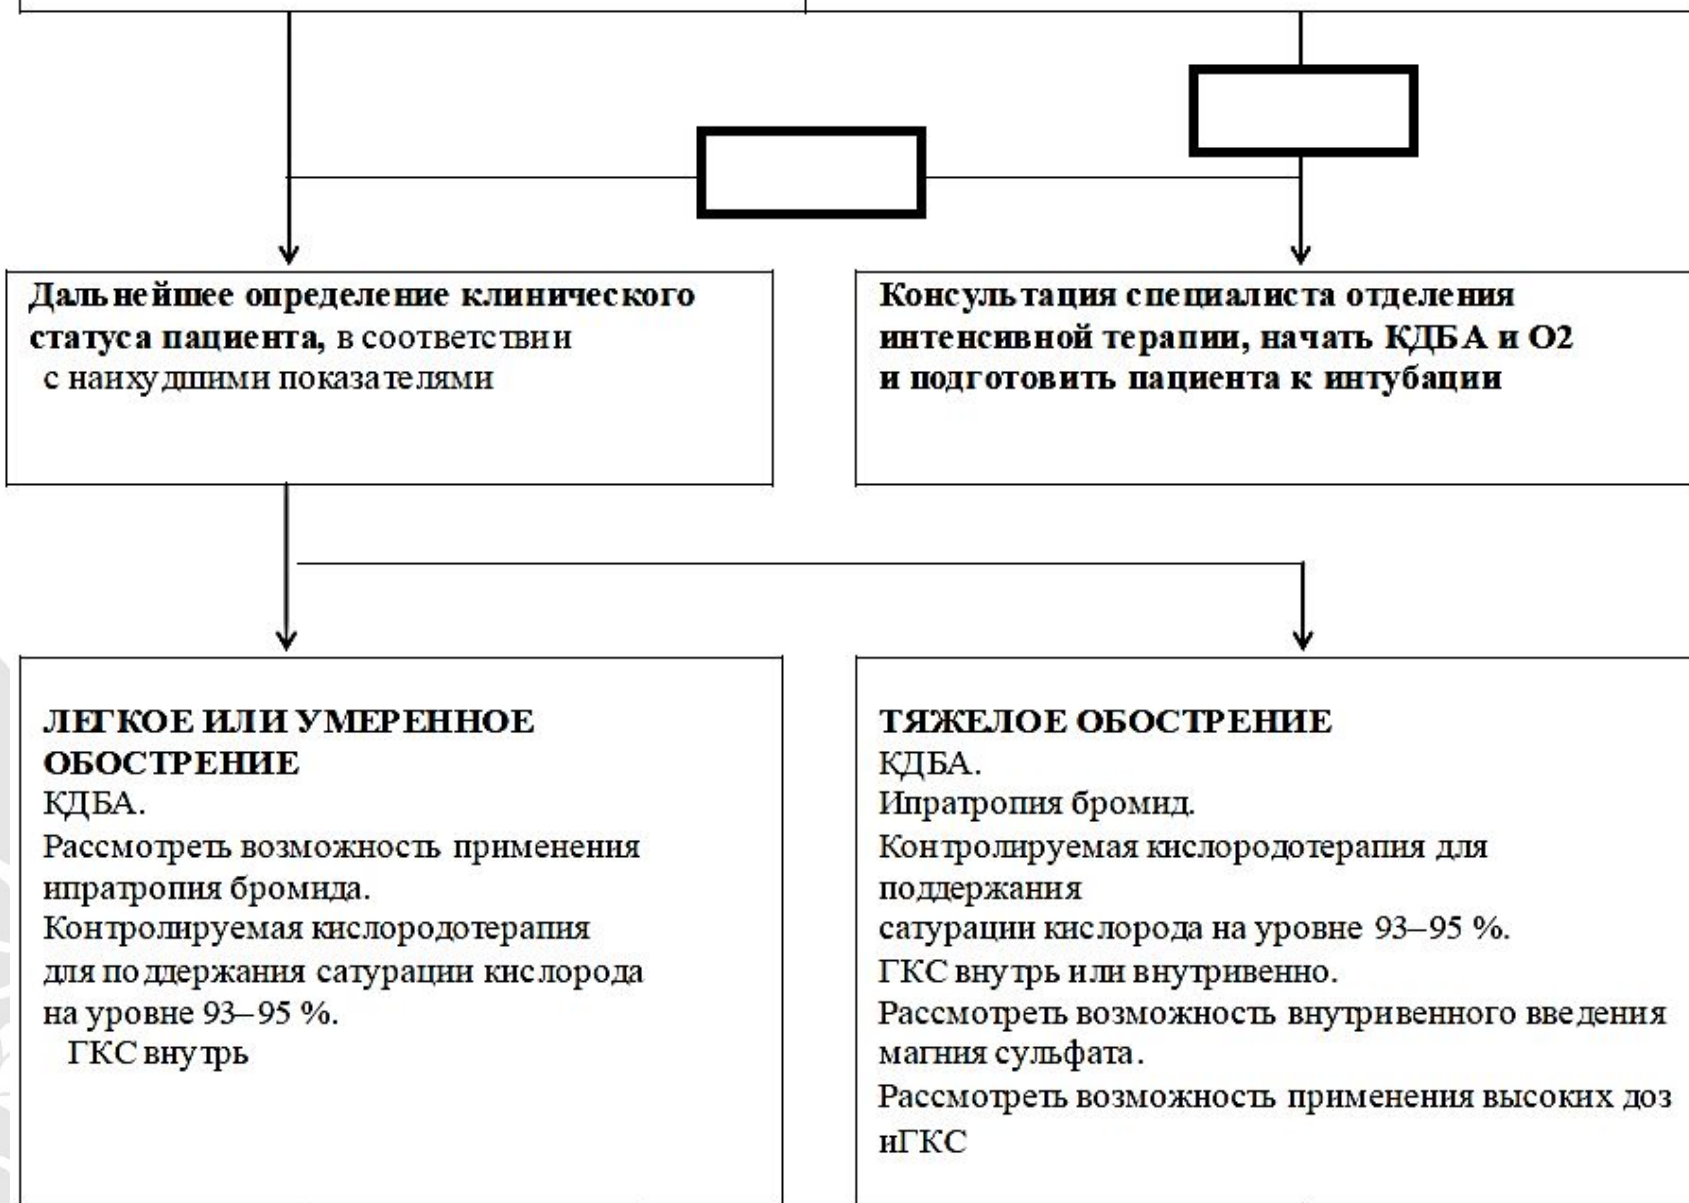 Дальнейшее определение клинического
статуса пациента, в соответствии
с наихудшими показателями
Консультация специалиста отделения
интенсивной терапии, начать КДБА и О2
и подготовить пациента к интубации
ЛЕГКОЕ ИЛИ УМЕРЕННОЕ
ОБОСТРЕНИЕ
КДБА.
Рассмотреть возможность применения
ипратропия бромида.
Контролируемая кислородотерапия
для поддержания сатурации кислорода
на уровне 93–95 %.
ГКС внутрь
ТЯЖЕЛОЕ ОБОСТРЕНИЕ
КДБА.
Ипратропия бромид.
Контролируемая кислородотерапия для
поддержания
сатурации кислорода на уровне 93–95 %.
ГКС внутрь или внутривенно.
Рассмотреть возможность внутривенного введения
магния сульфата.
Рассмотреть возможность применения высоких доз
иГКС